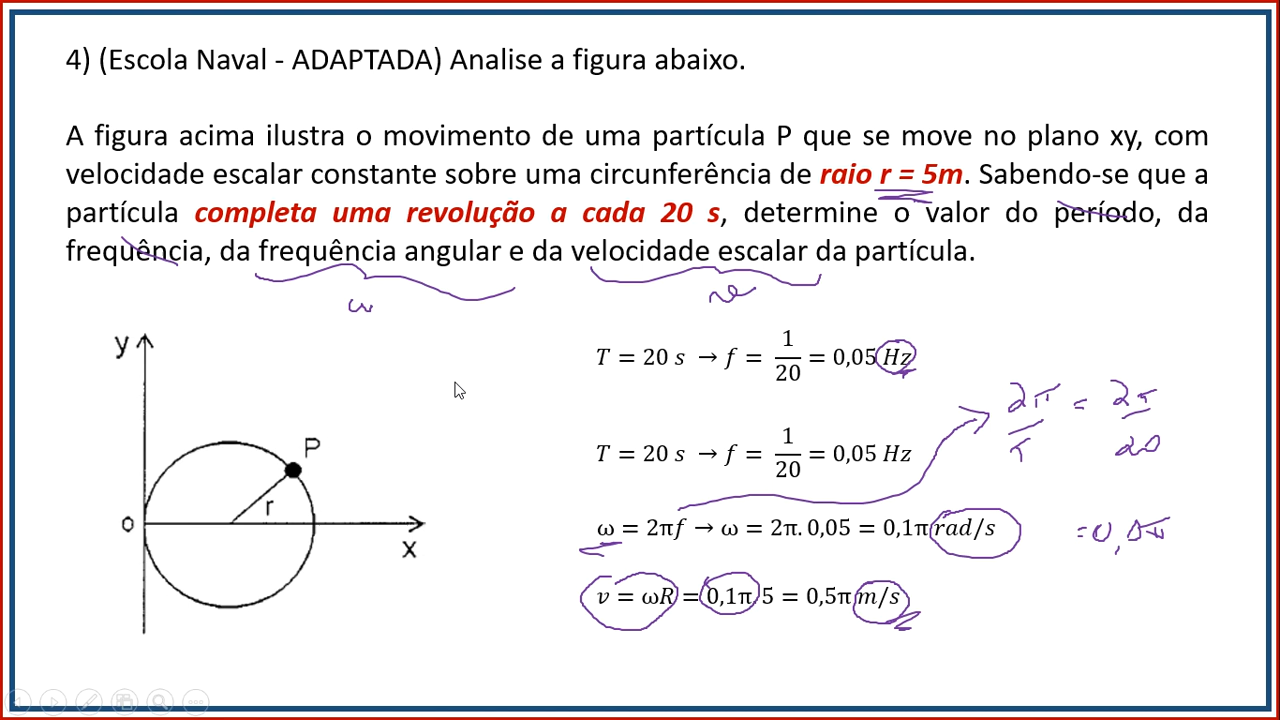 4) (Escola Naval - ADAPTADA) Analise a figura abaixo.
A figura acima ilustra o movimento de uma partícula P que se move no plano xy, com
velocidade escalar constante sobre uma circunferência de raio r = 5m. Sabendo-se que a
partícula completa uma revolução a cada 20 s, determine o valor do período, da
frequência, da frequência angular e da velocidade escalar da partícula.
ω
v
y
P
r
O
x
T = 20 s → f = 1/20 = 0,05 Hz
2π/T = 2π/20
T = 20 s → f = 1/20 = 0,05 Hz
ω = 2πf → ω = 2π. 0,05 = 0,1π rad/s
= 0,1π
v = ωR = 0,1π 5 = 0,5π m/s